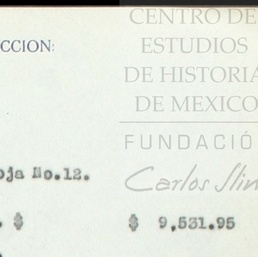 CENTRO DE
ESTUDIOS
DE HISTORIA
DE MEXICO
CCION:
FUNDACIÓ
oja No.12.
Carlos Slim
$ $ 9,531.95